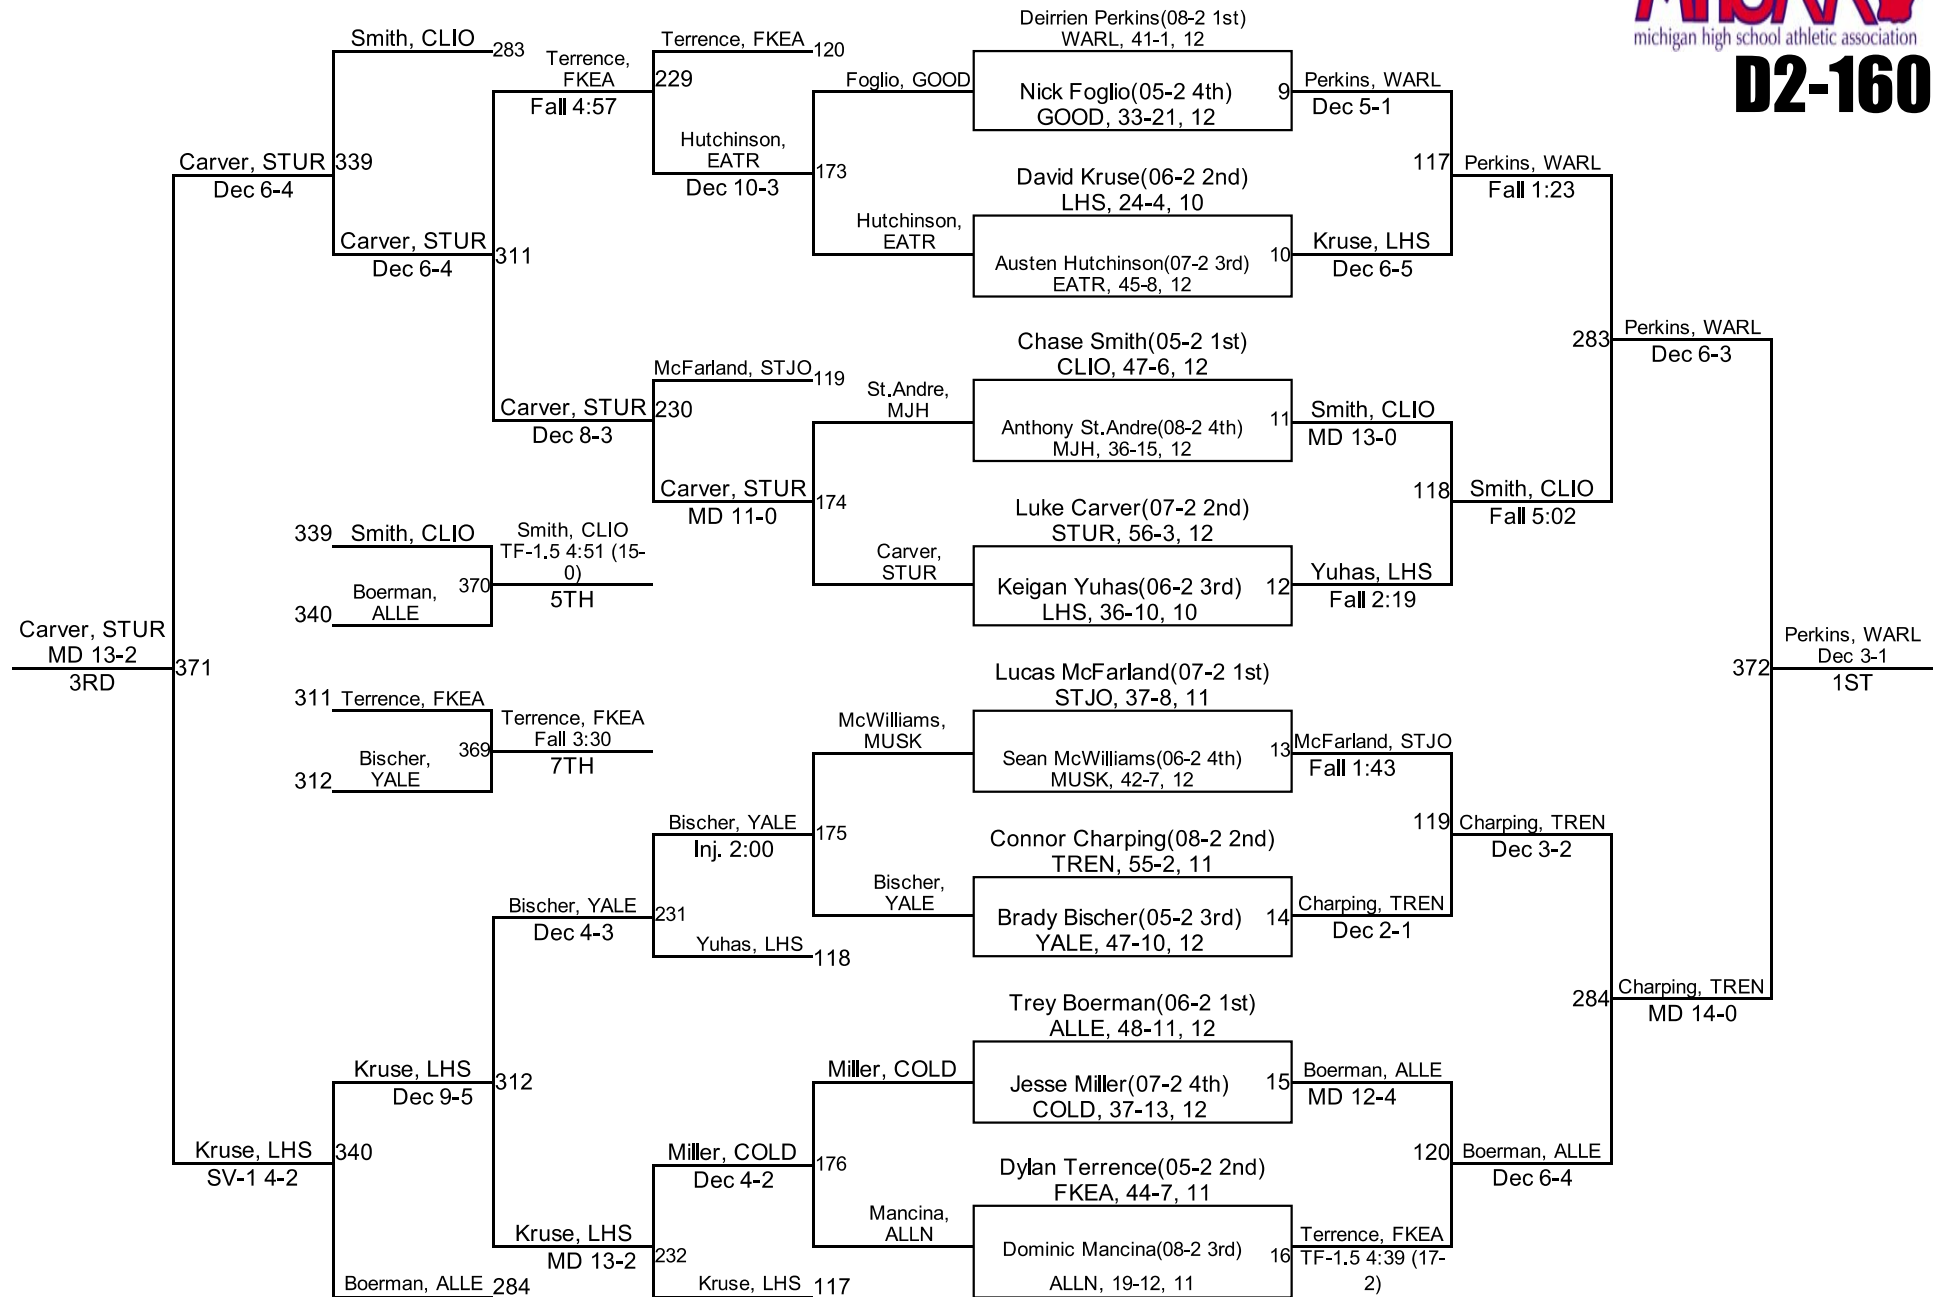 MHSAA
michigan high school athletic association
D2-160
Smith, CLIO
283
Carver, STUR
339
Dec 6-4
Carver, STUR
311
Dec 6-4
Terrence,
FKEA
229
Fall 4:57
Terrence, FKEA
120
Hutchinson,
EATR
173
Dec 10-3
Foglio, GOOD
Hutchinson,
EATR
Carver, STUR
230
Dec 8-3
McFarland, STJO
119
Carver, STUR
174
MD 11-0
St.Andre,
MJH
Carver,
STUR
339 Smith, CLIO
340
Boerman,
ALLE
370
Smith, CLIO
TF-1.5 4:51 (15-
0)
5TH
Carver, STUR
MD 13-2
371
3RD
311 Terrence, FKEA
312
Bischer,
YALE
369
Terrence, FKEA
Fall 3:30
7TH
McWilliams,
MUSK
Bischer, YALE
175
Inj. 2:00
Bischer,
YALE
Bischer, YALE
231
Dec 4-3
Yuhas, LHS
118
Kruse, LHS
312
Dec 9-5
Kruse, LHS
340
SV-1 4-2
Boerman, ALLE 284
Miller, COLD
Miller, COLD
176
Dec 4-2
Mancina,
ALLN
Kruse, LHS
232
MD 13-2
Kruse, LHS 117
Deirrien Perkins(08-2 1st)
WARL, 41-1, 12
Nick Foglio(05-2 4th)
GOOD, 33-21, 12
9
Perkins, WARL
Dec 5-1
David Kruse(06-2 2nd)
LHS, 24-4, 10
Austen Hutchinson(07-2 3rd)
EATR, 45-8, 12
10
Kruse, LHS
Dec 6-5
117
Perkins, WARL
Fall 1:23
Chase Smith(05-2 1st)
CLIO, 47-6, 12
Anthony St.Andre(08-2 4th)
MJH, 36-15, 12
11
Smith, CLIO
MD 13-0
Luke Carver(07-2 2nd)
STUR, 56-3, 12
Keigan Yuhas(06-2 3rd)
LHS, 36-10, 10
12
Yuhas, LHS
Fall 2:19
118
Smith, CLIO
Fall 5:02
283
Perkins, WARL
Dec 6-3
Lucas McFarland(07-2 1st)
STJO, 37-8, 11
Sean McWilliams(06-2 4th)
MUSK, 42-7, 12
13
McFarland, STJO
Fall 1:43
Connor Charping(08-2 2nd)
TREN, 55-2, 11
Brady Bischer(05-2 3rd)
YALE, 47-10, 12
14
Charping, TREN
Dec 2-1
119
Charping, TREN
Dec 3-2
Trey Boerman(06-2 1st)
ALLE, 48-11, 12
Jesse Miller(07-2 4th)
COLD, 37-13, 12
15
Boerman, ALLE
MD 12-4
Dylan Terrence(05-2 2nd)
FKEA, 44-7, 11
Dominic Mancina(08-2 3rd)
ALLN, 19-12, 11
16
Terrence, FKEA
TF-1.5 4:39 (17-
2)
120
Boerman, ALLE
Dec 6-4
284
Charping, TREN
MD 14-0
372
Perkins, WARL
Dec 3-1
1ST